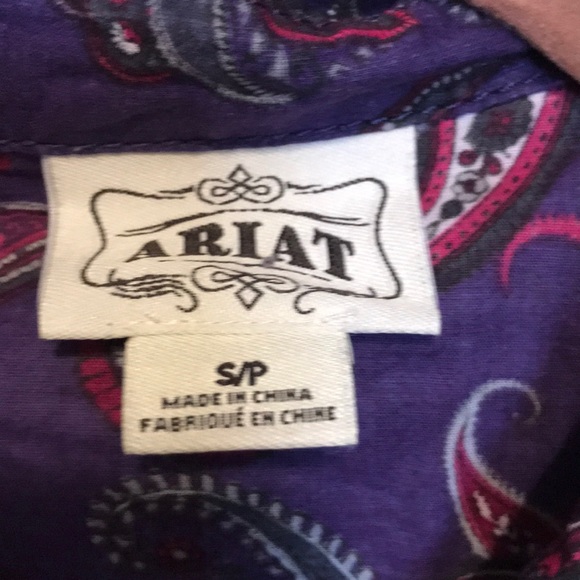 ARIAT
S/P
MADE IN CHINA
FABRIQUÉ EN CHINE